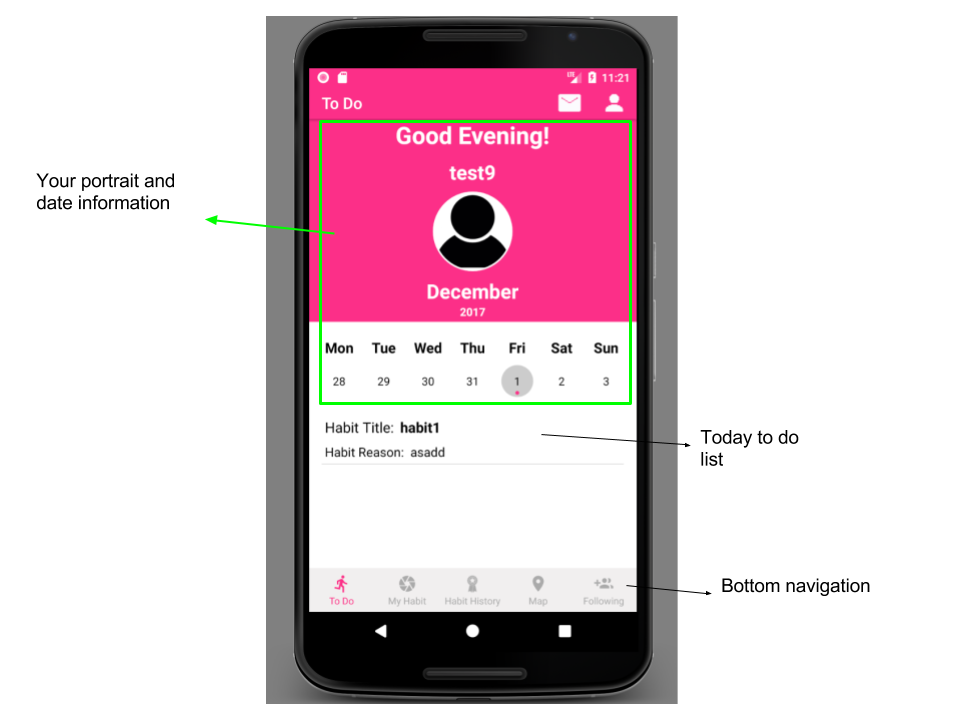 LTE 11:21
To Do
Good Evening!
test9
Your portrait and
date information
December
2017
Mon Tue Wed Thu Fri Sat Sun
28 29 30 31 1 2 3
Habit Title: habit1
Habit Reason: asadd
Today to do
list
To Do My Habit Habit History Map Following
Bottom navigation